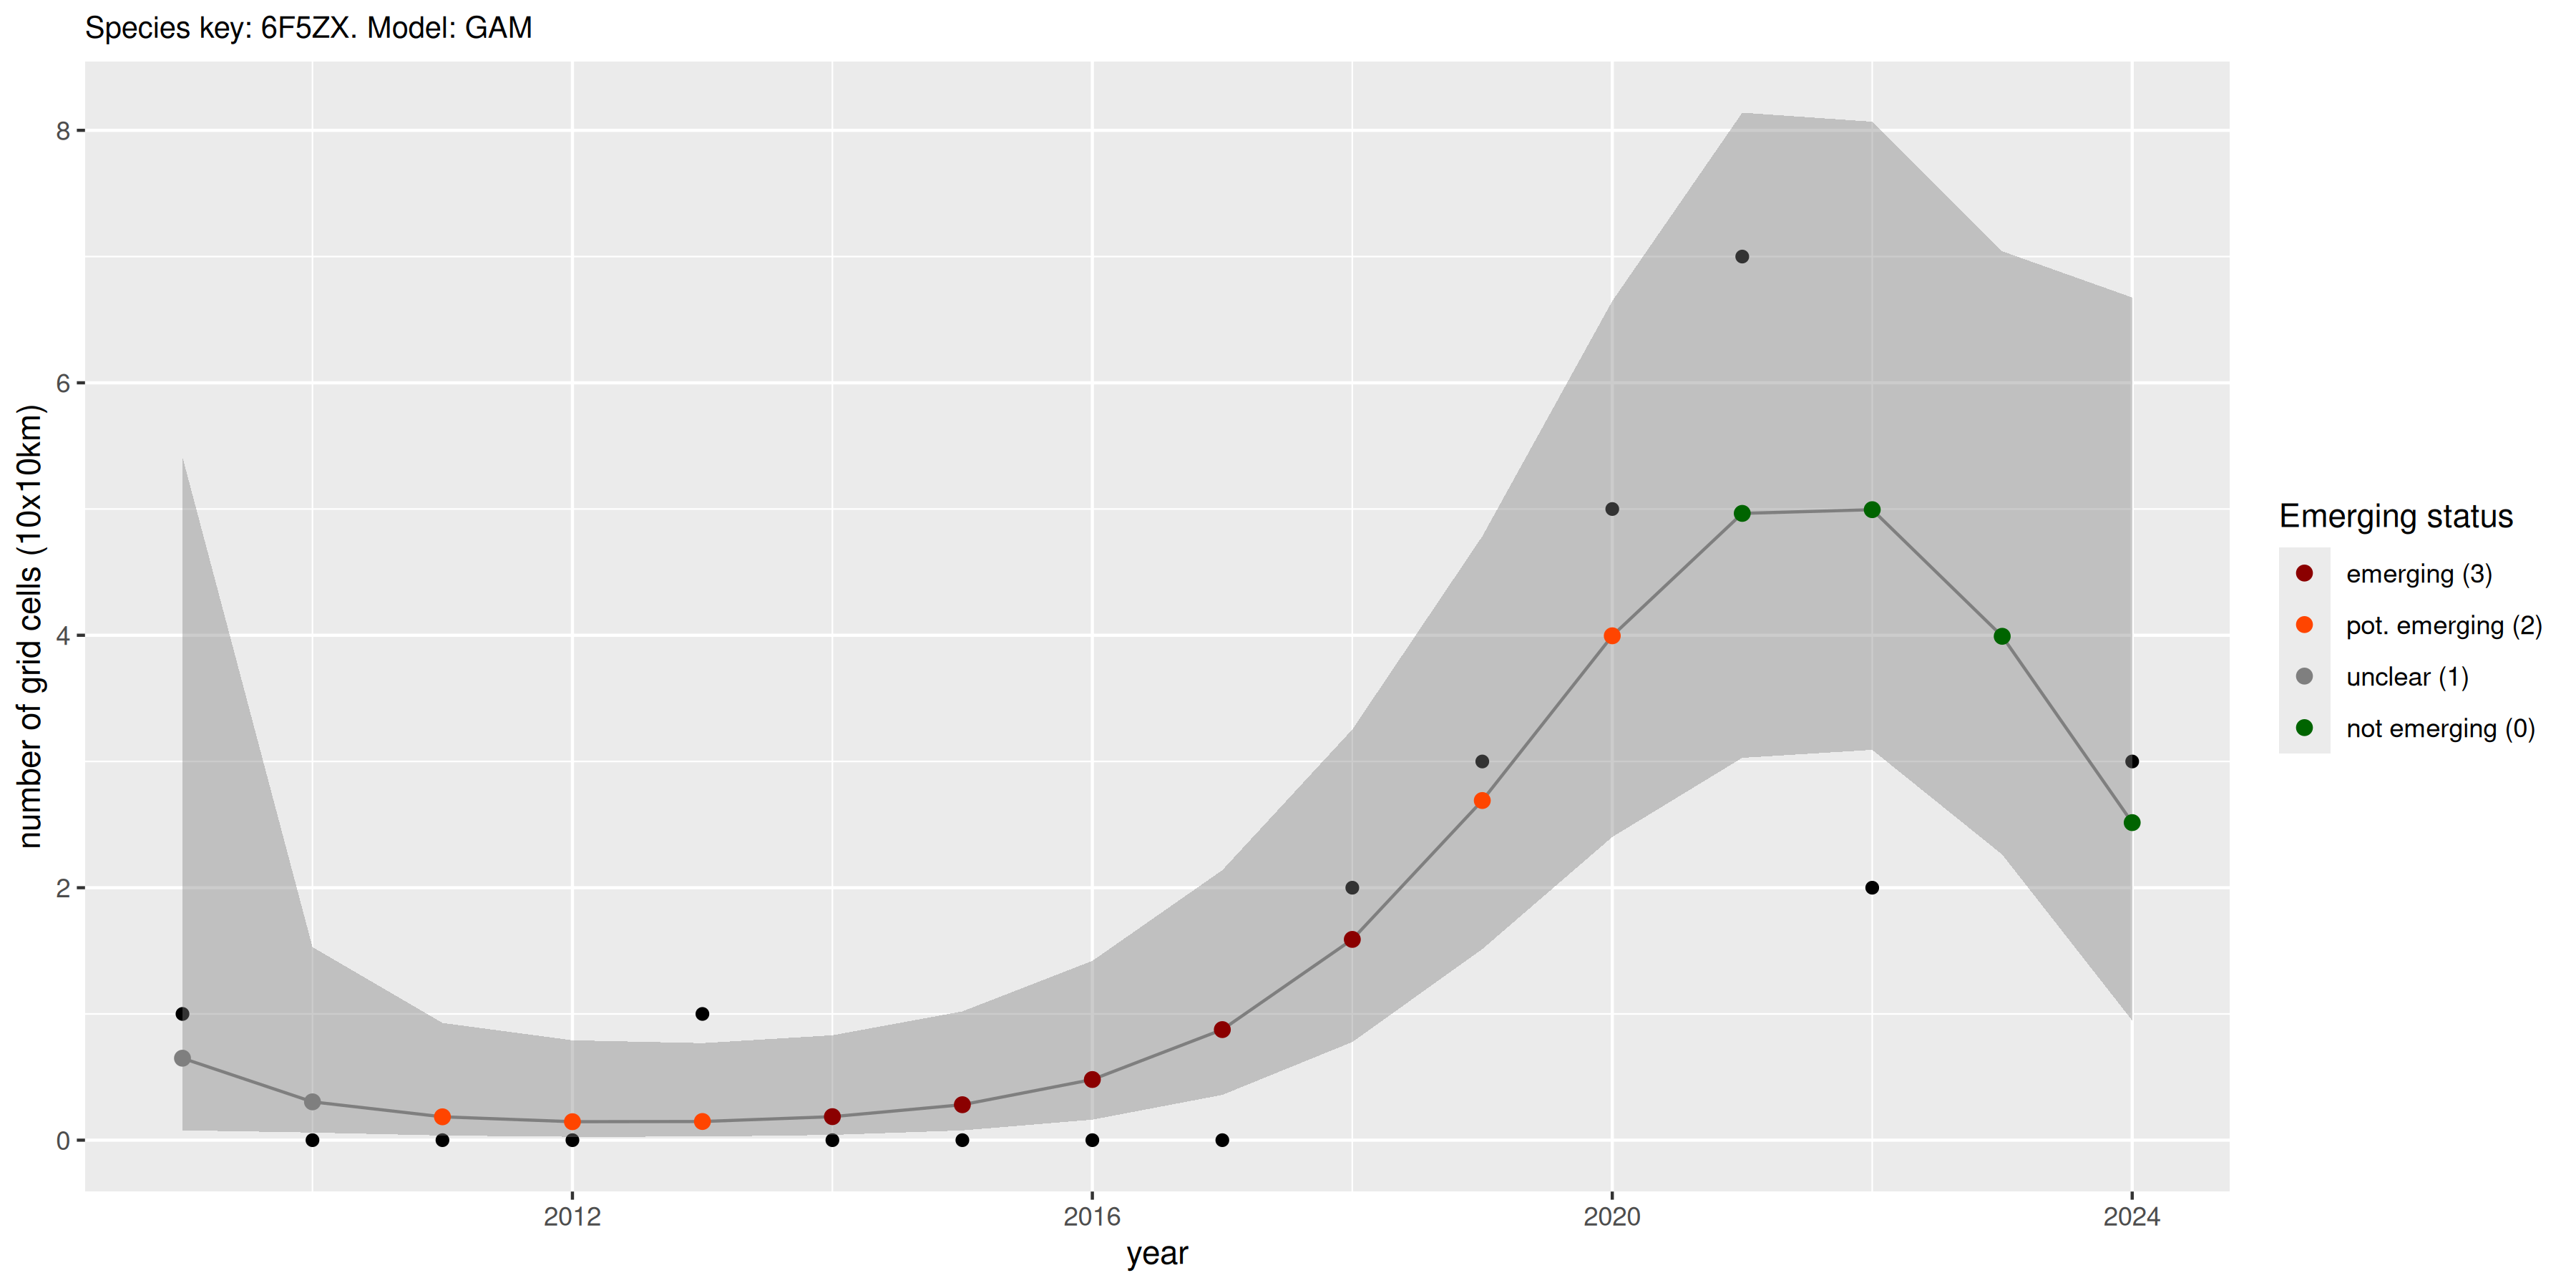 Species key: 6F5ZX. Model: GAM
8
6
4
2
0
number of grid cells (10x10km)
2012
2016
2020
2024
year
Emerging status
emerging (3)
pot. emerging (2)
unclear (1)
not emerging (0)